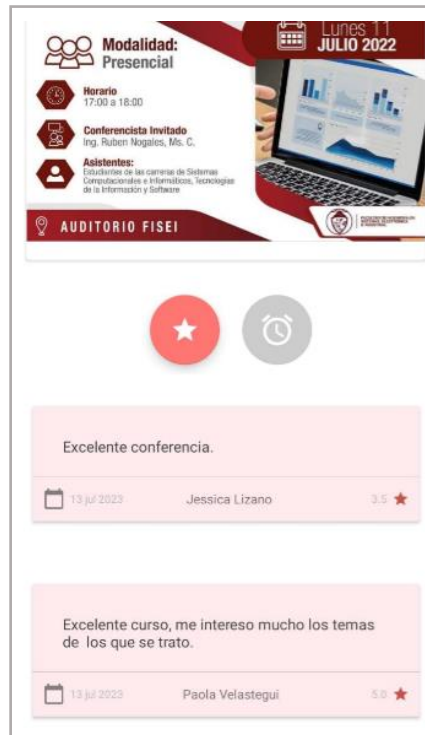 Modalidad:
Presencial
Lunes 11
JULIO 2022
Horario
17:00 a 18:00
Conferencista Invitado
Ing. Ruben Nogales, Ms. C.
Asistentes:
Estudiantes de las carreras de Sistemas
Computacionales e Informáticos, Tecnologías
de la Información y Software
AUDITORIO FISEI
Excelente conferencia.
13 jul 2023 Jessica Lizano 3.5
Excelente curso, me intereso mucho los temas
de los que se trato.
13 jul 2023 Paola Velastegui 5.0